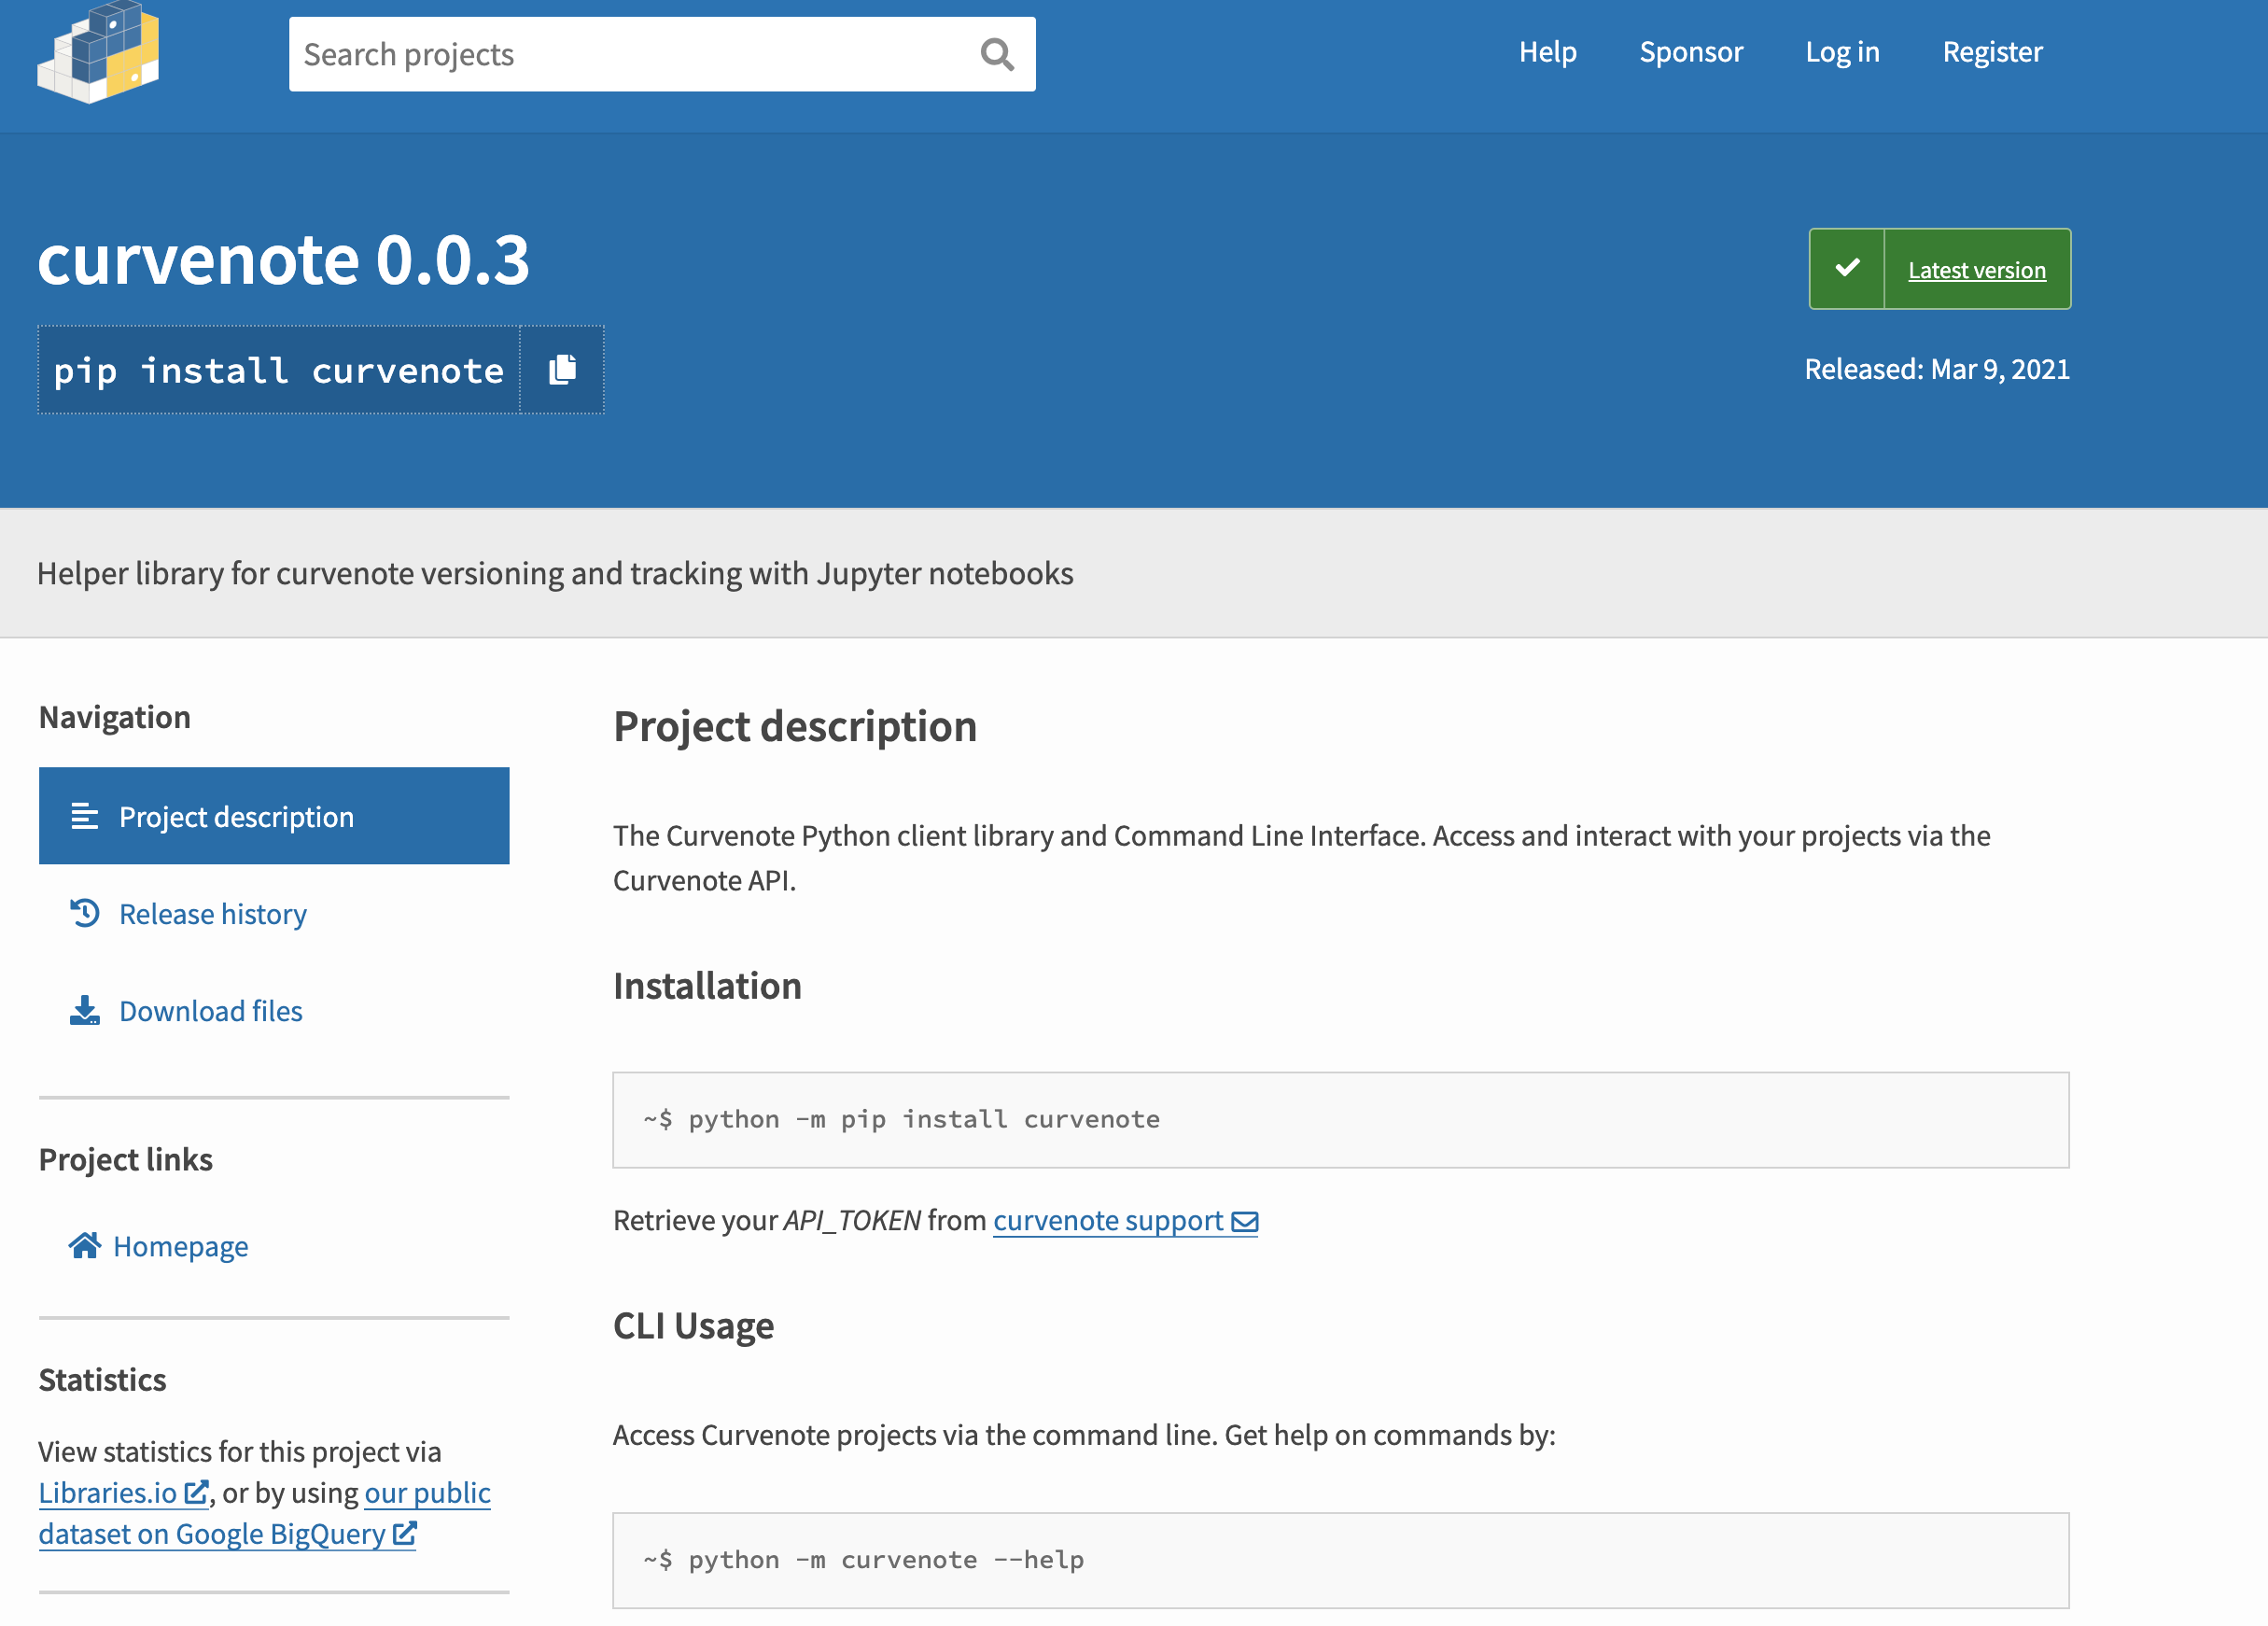 Search projects
Help
Sponsor
Log in
Register
curvenote 0.0.3
pip install curvenote
Latest version
Released: Mar 9, 2021
Helper library for curvenote versioning and tracking with Jupyter notebooks
Navigation
Project description
Release history
Download files
Project links
Homepage
Statistics
View statistics for this project via
Libraries.io, or by using our public
dataset on Google BigQuery
Project description
The Curvenote Python client library and Command Line Interface. Access and interact with your projects via the
Curvenote API.
Installation
~$ python -m pip install curvenote
Retrieve your API_TOKEN from curvenote support
CLI Usage
Access Curvenote projects via the command line. Get help on commands by:
~$ python -m curvenote --help